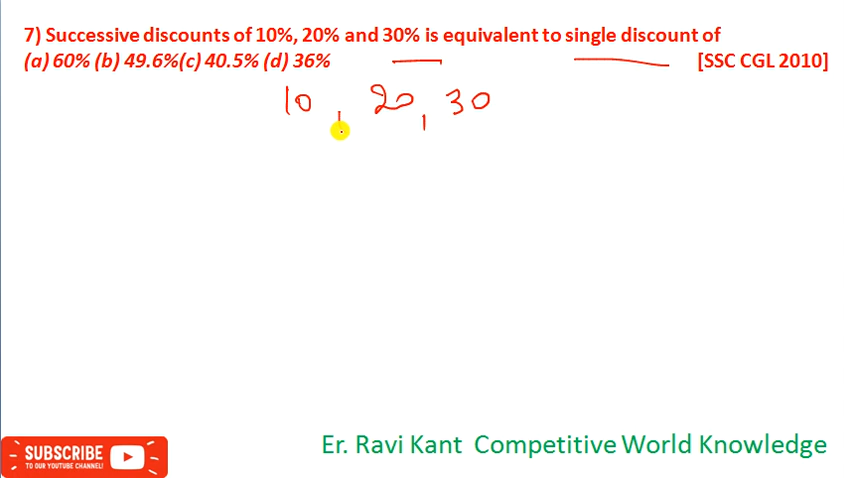 7) Successive discounts of 10%, 20% and 30% is equivalent to single discount of
(a) 60% (b) 49.6%(c) 40.5% (d) 36% [SSC CGL 2010]
10 , 20 , 30
SUBSCRIBE
TO OUR YOUTUBE CHANNEL!
Er. Ravi Kant Competitive World Knowledge